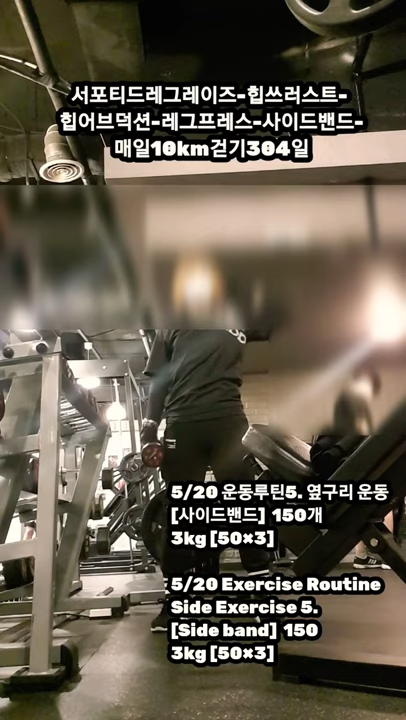 서포티드레그레이즈-힙쓰러스트-
힙어브덕션-레그프레스-사이드밴드-
매일10km걷기304일
5/20 운동루틴5. 옆구리 운동
[사이드밴드] 150개
3kg [50×3]
5/20 Exercise Routine
Side Exercise 5.
[Side band] 150
3kg [50×3]